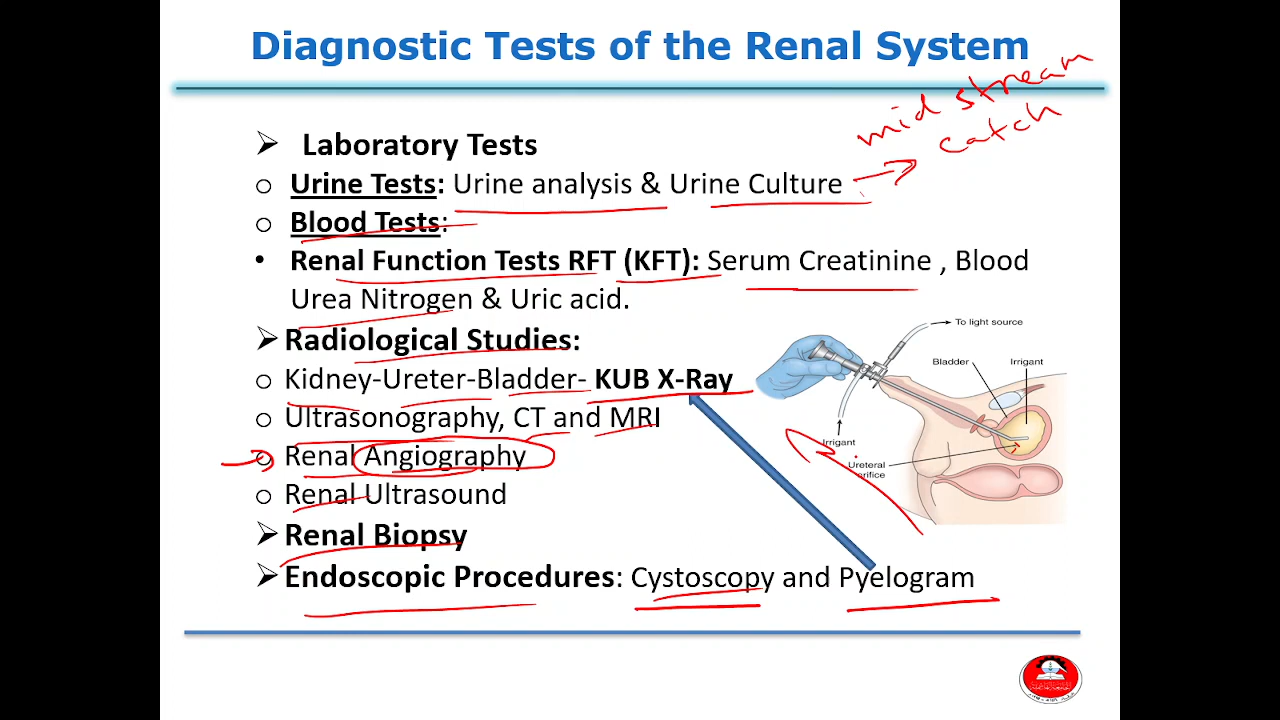 Diagnostic Tests of the Renal System
mid stream
catch
➢ Laboratory Tests
o Urine Tests: Urine analysis & Urine Culture
o Blood Tests:
• Renal Function Tests RFT (KFT): Serum Creatinine , Blood
Urea Nitrogen & Uric acid.
➢ Radiological Studies:
o Kidney-Ureter-Bladder- KUB X-Ray
o Ultrasonography, CT and MRI
o Renal Angiography
o Renal Ultrasound
➢ Renal Biopsy
➢ Endoscopic Procedures: Cystoscopy and Pyelogram
To light source
Bladder
Irrigant
Irrigant
Ureteral
orifice